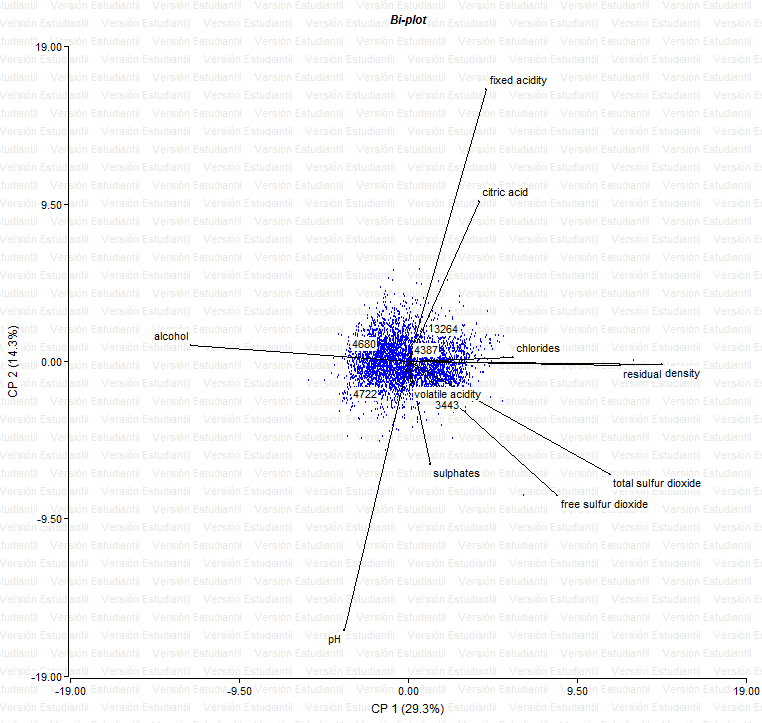 Bi-plot
19.00
fixed acidity
citric acid
9.50
CP 2 (14.3%)
13264
alcohol
4680
4387
chlorides
0.00
residual density
4722
volatile acidity
3443
sulphates
total sulfur dioxide
free sulfur dioxide
-9.50
pH
-19.00
-19.00 -9.50 0.00 9.50 19.00
CP 1 (29.3%)
Versión Estudiantil